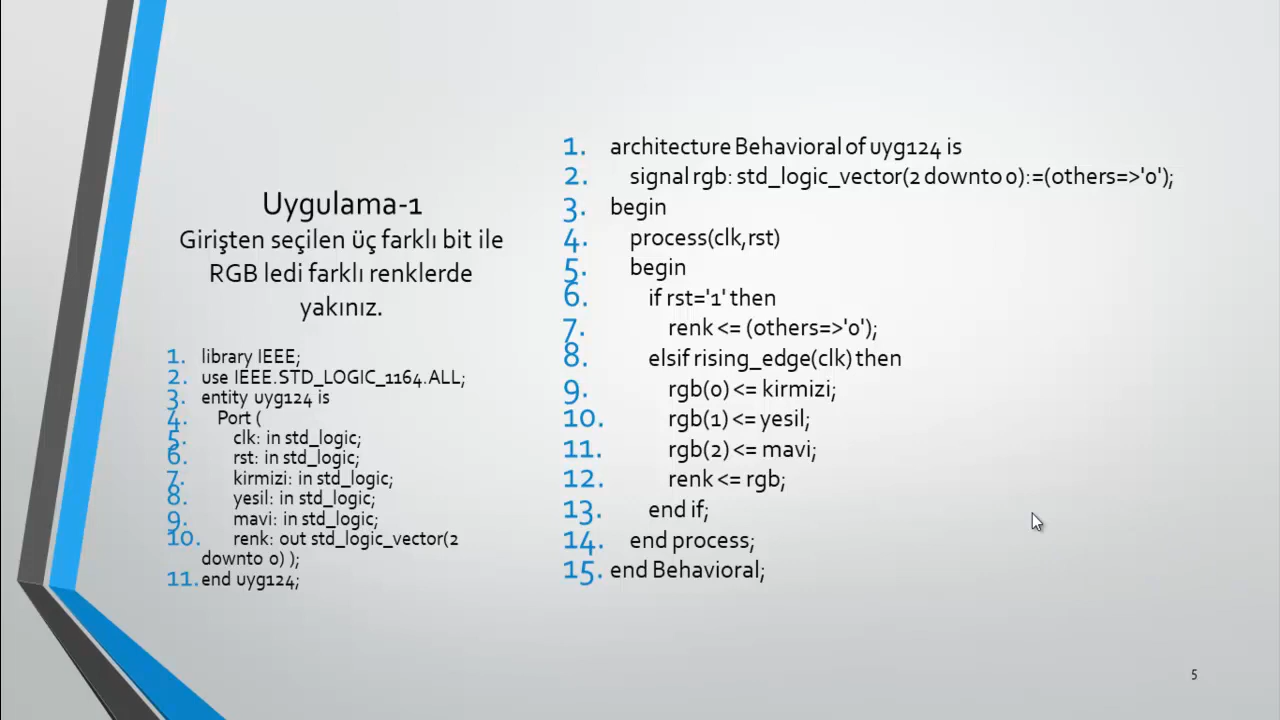 Uygulama-1
Girişten seçilen üç farklı bit ile
RGB ledi farklı renklerde
yakınız.
1. library IEEE;
2. use IEEE.STD_LOGIC_1164.ALL;
3. entity uyg124 is
4. Port (
5. clk: in std_logic;
6. rst: in std_logic;
7. kirmizi: in std_logic;
8. yesil: in std_logic;
9. mavi: in std_logic;
10. renk: out std_logic_vector(2
downto 0) );
11. end uyg124;
1. architecture Behavioral of uyg124 is
2. signal rgb: std_logic_vector(2 downto 0):=(others=>'0');
3. begin
4. process(clk,rst)
5. begin
6. if rst='1' then
7. renk <= (others=>'0');
8. elsif rising_edge(clk) then
9. rgb(0) <= kirmizi;
10. rgb(1) <= yesil;
11. rgb(2) <= mavi;
12. renk <= rgb;
13. end if;
14. end process;
15. end Behavioral;
5